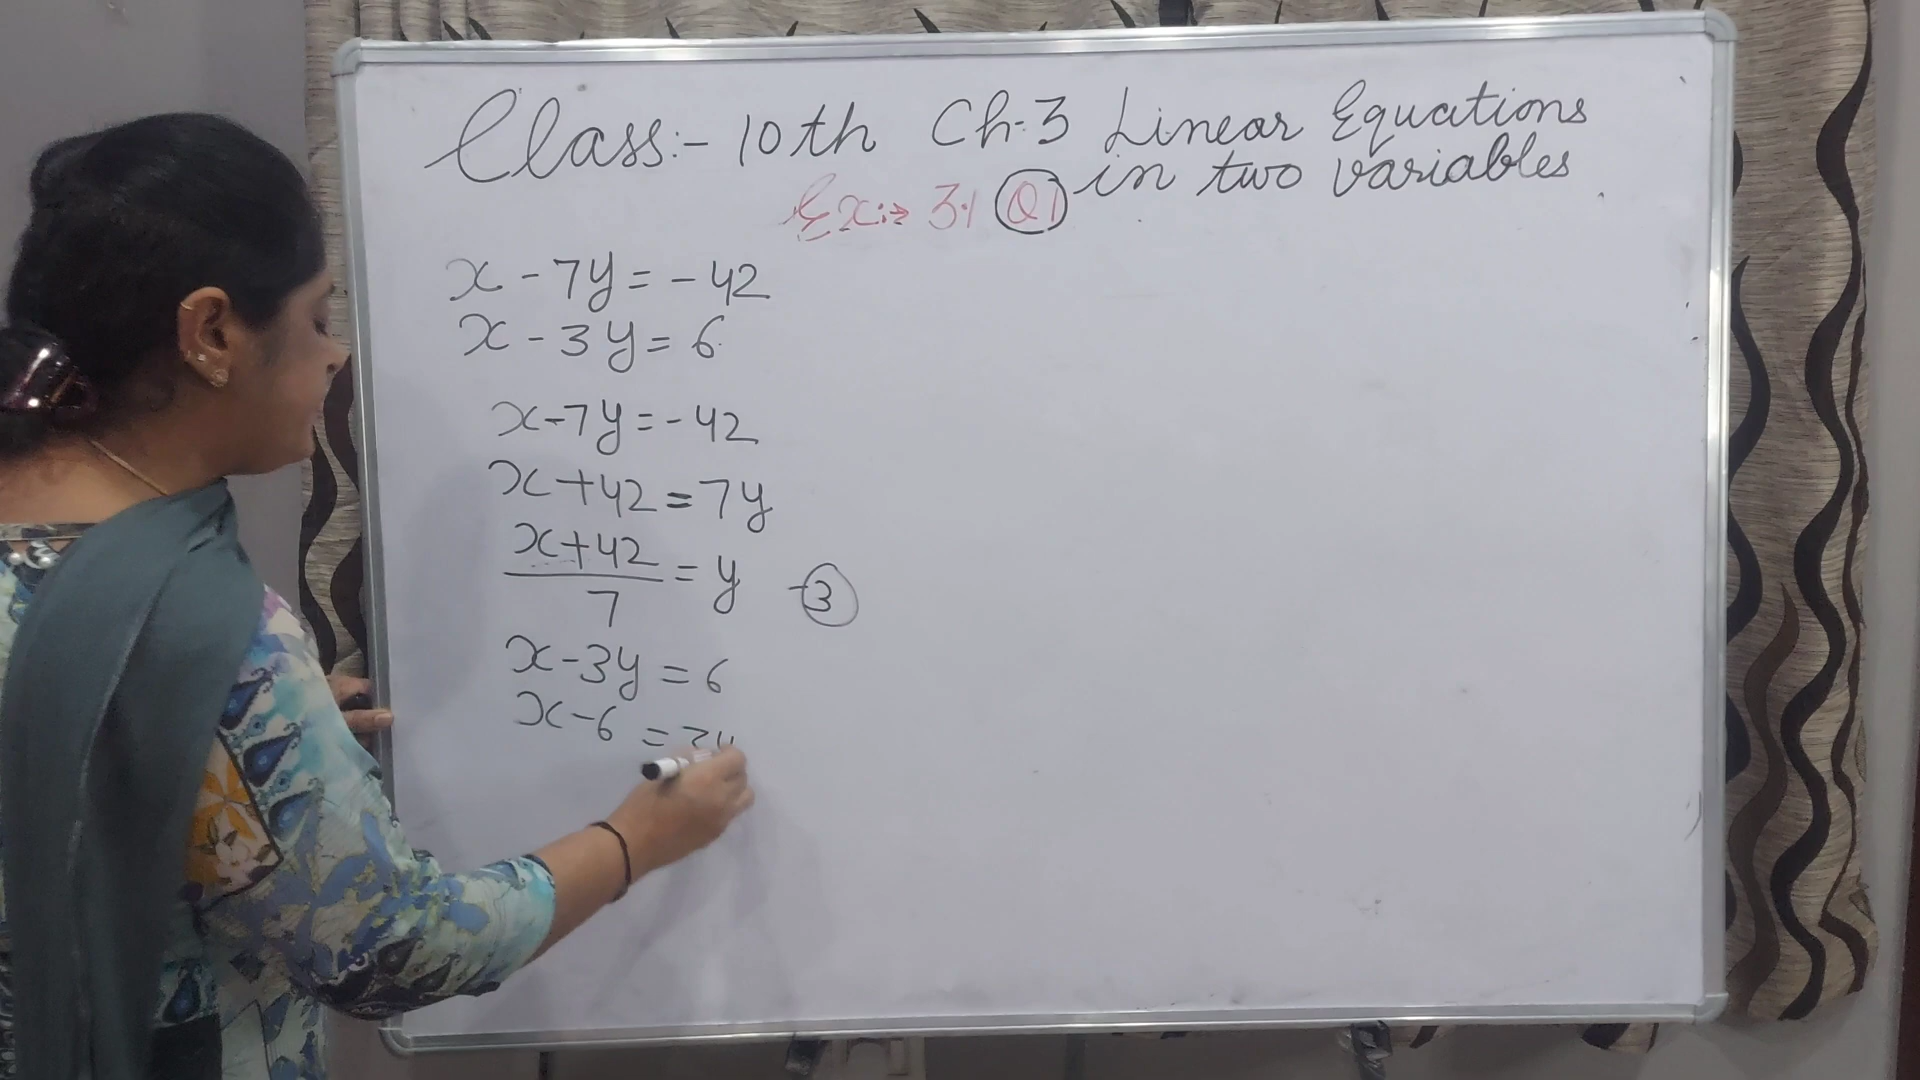 Class:- 10th Ch-3 Linear Equations
in two variables
Ex:→ 3.1 Q1
x - 7y = - 42
x - 3y = 6
x - 7y = - 42
x + 42 = 7y
x + 42 / 7 = y - 3
x - 3y = 6
x - 6 = 3y